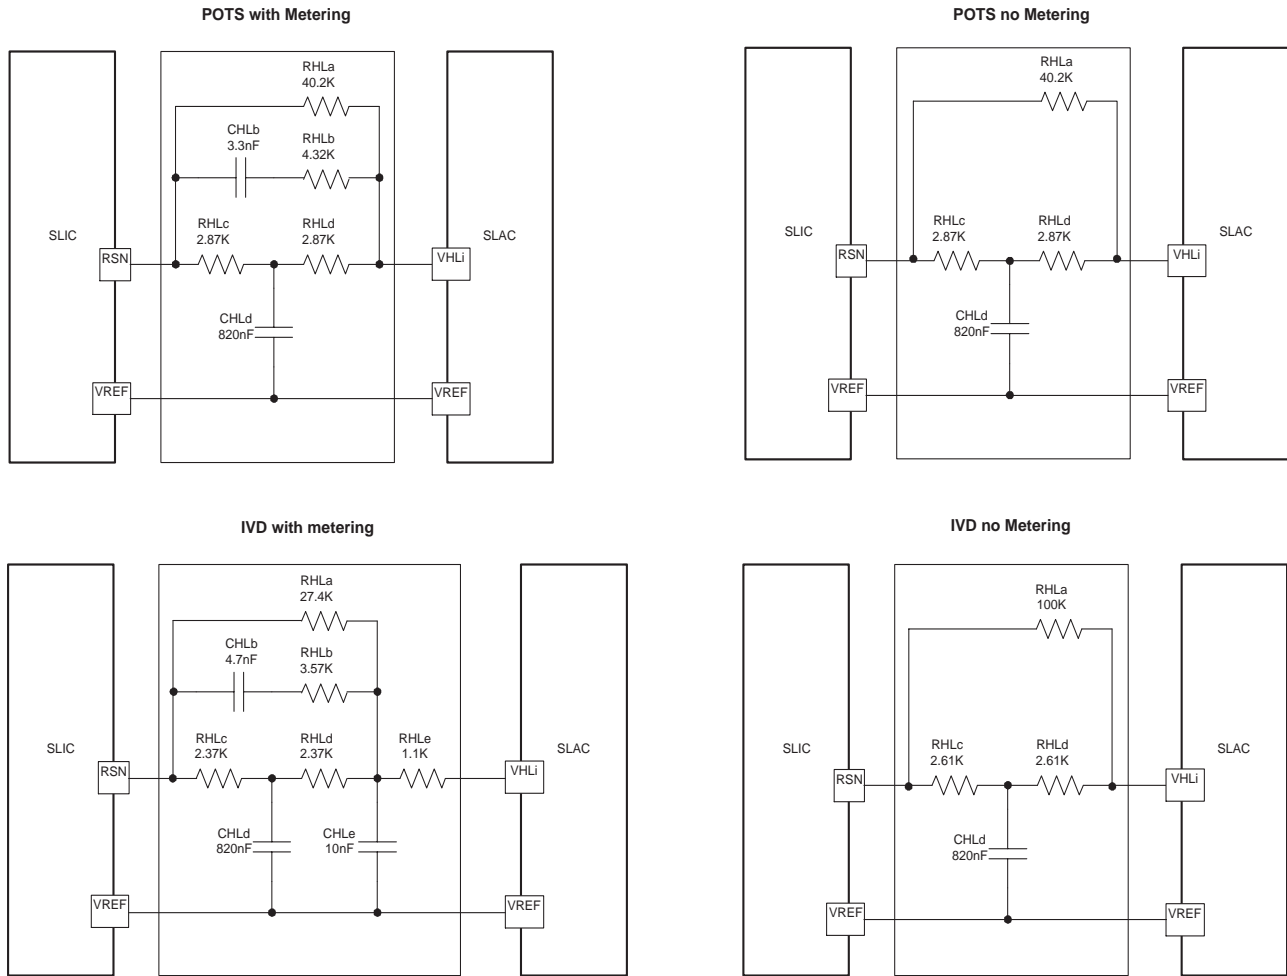 POTS with Metering
RHLa
40.2K
CHLb
3.3nF
RHLb
4.32K
RHLc
2.87K
RHLd
2.87K
SLIC
SLAC
RSN
VHLi
CHLd
820nF
VREF
VREF
POTS no Metering
RHLa
40.2K
RHLc
2.87K
RHLd
2.87K
SLIC
SLAC
RSN
VHLi
CHLd
820nF
VREF
VREF
IVD with metering
RHLa
27.4K
CHLb
4.7nF
RHLb
3.57K
RHLc
2.37K
RHLd
2.37K
RHLe
1.1K
SLIC
SLAC
RSN
VHLi
CHLd
820nF
CHLe
10nF
VREF
VREF
IVD no Metering
RHLa
100K
RHLc
2.61K
RHLd
2.61K
SLIC
SLAC
RSN
VHLi
CHLd
820nF
VREF
VREF